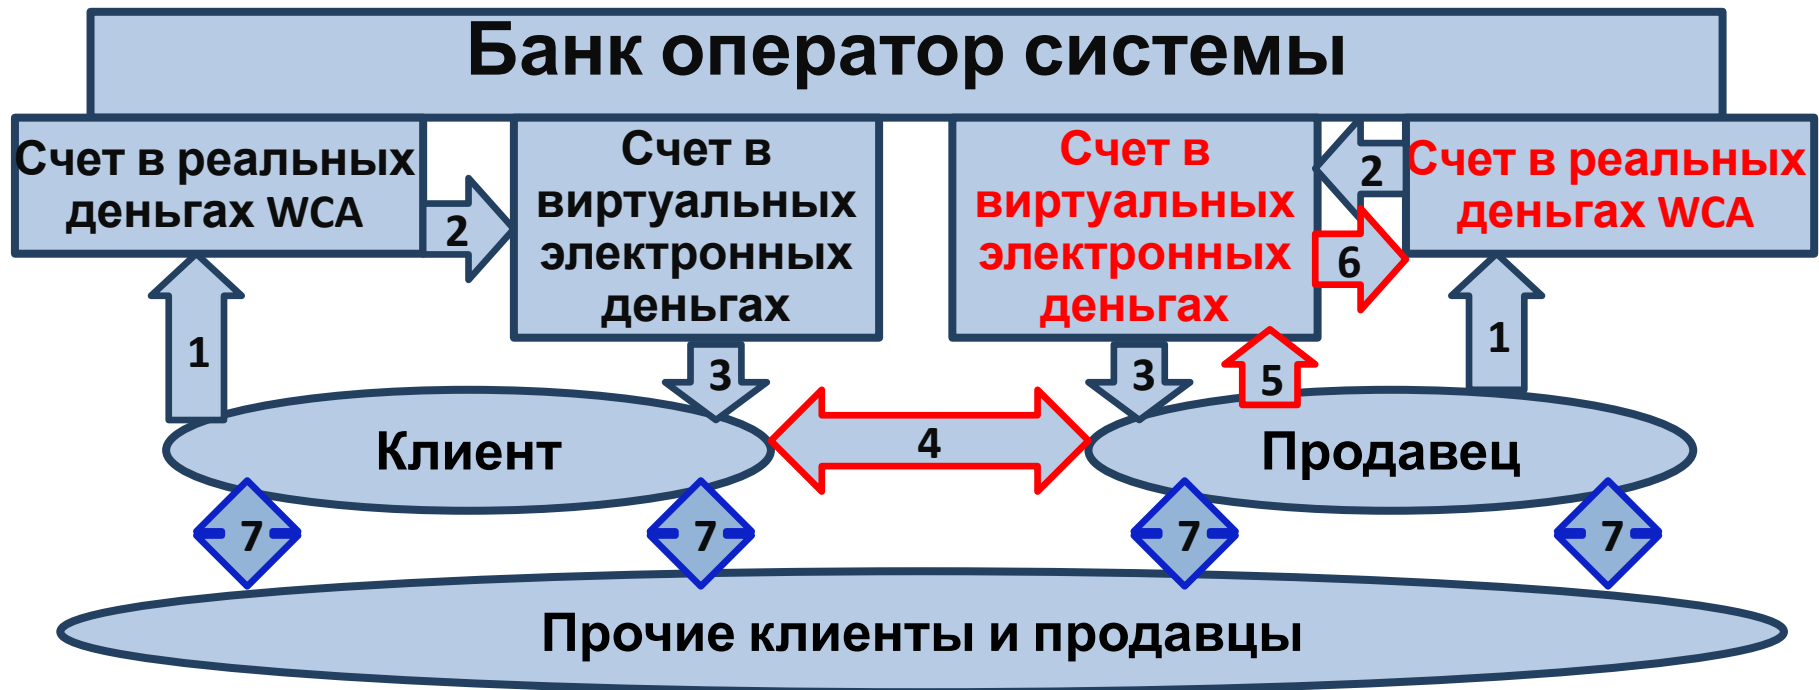 Банк оператор системы
Счет в реальных
деньгах WCA
2
Счет в
виртуальных
электронных
деньгах
Счет в
виртуальных
электронных
деньгах
2
6
Счет в реальных
деньгах WCA
1
3
3
5
1
Клиент
4
Продавец
7
7
7
7
Прочие клиенты и продавцы